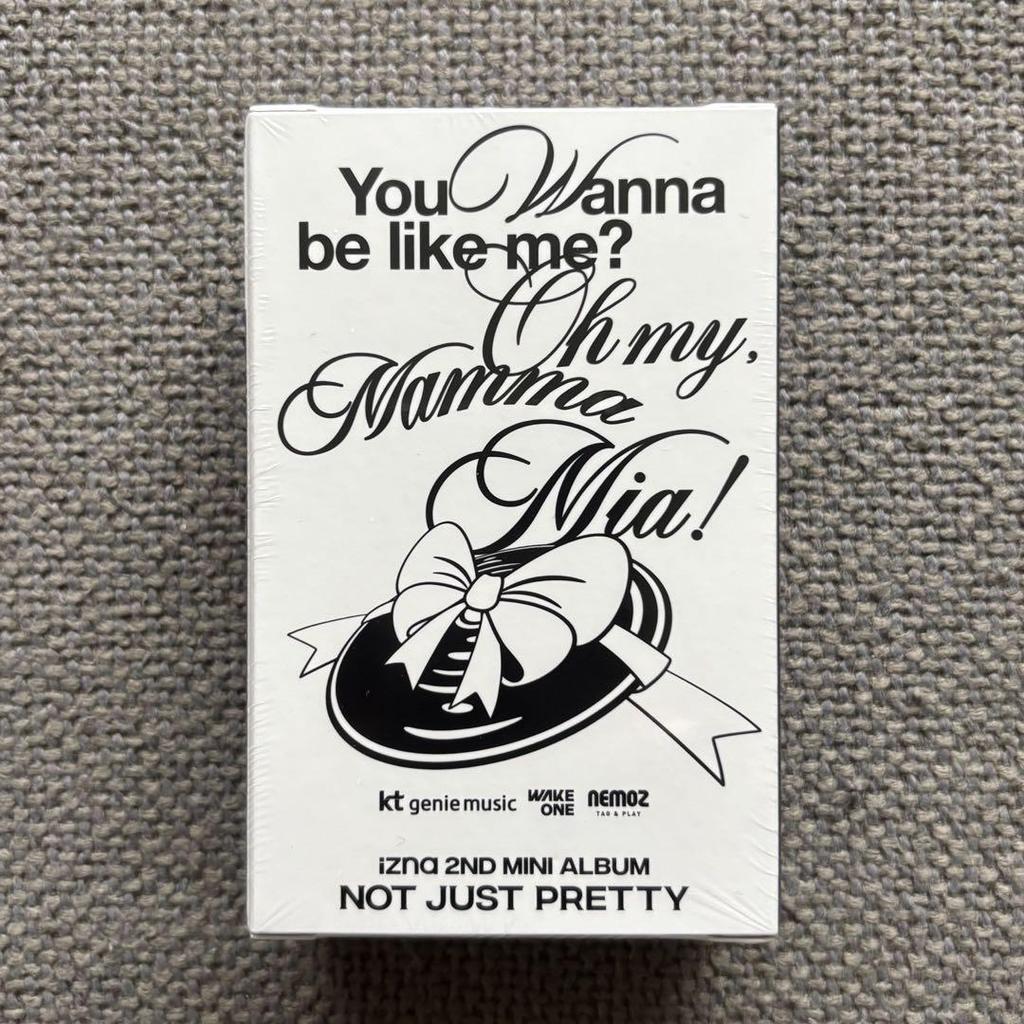 You Wanna
be like me?
Oh my,
Mamma
Mia!
kt genie music WAKE ONE NEMOZ TAG & PLAY
izna 2ND MINI ALBUM
NOT JUST PRETTY